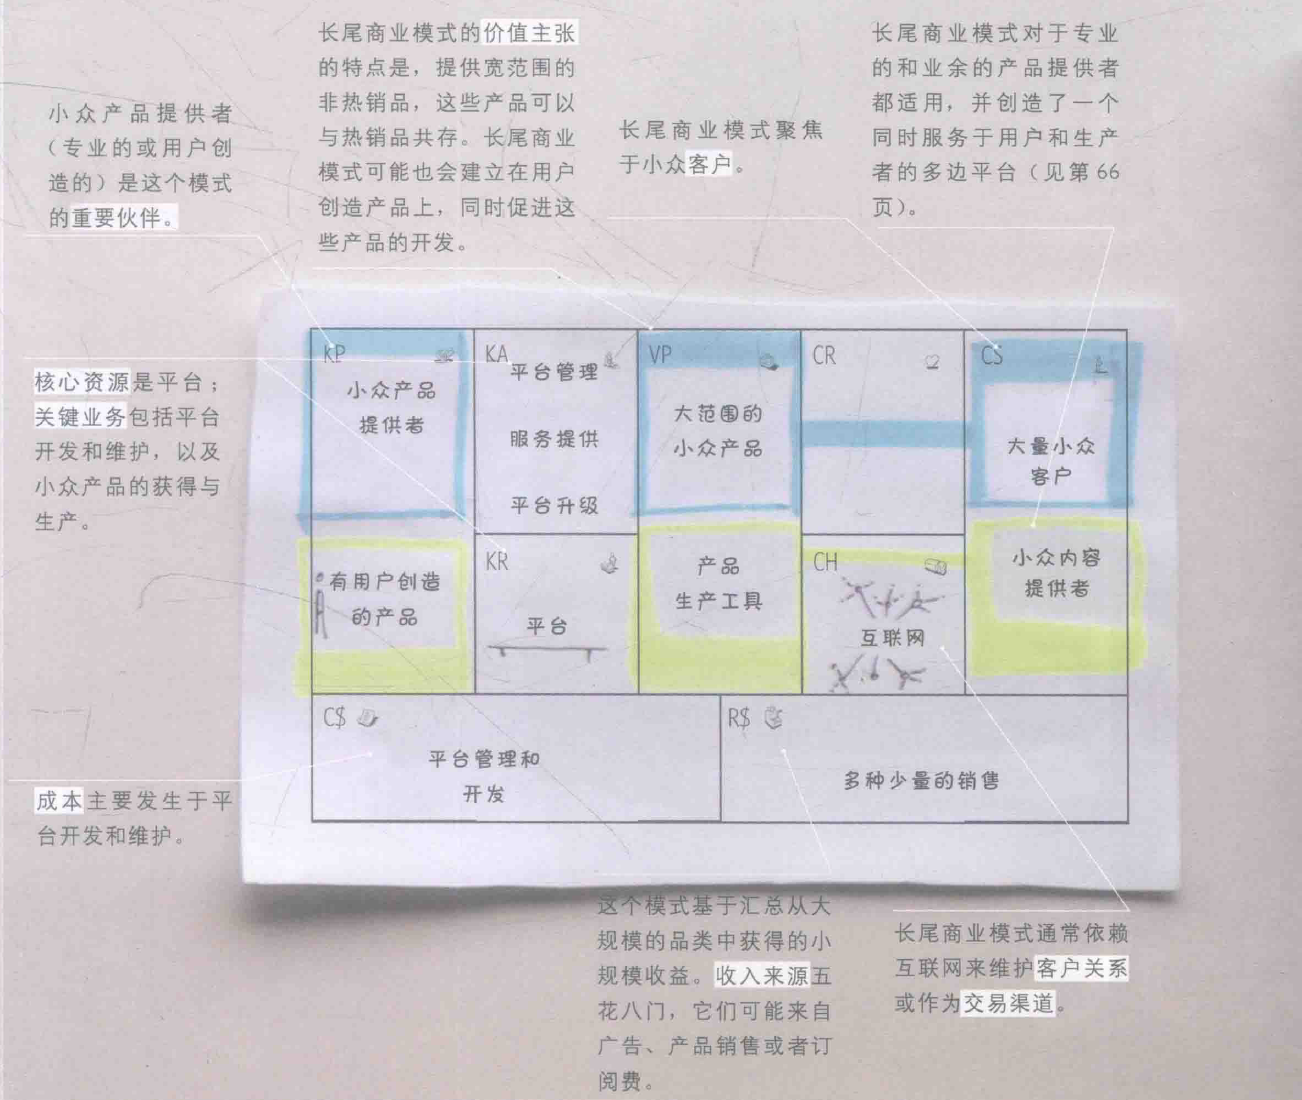 长尾商业模式的价值主张
的特点是，提供宽范围的
非热销品，这些产品可以
与热销品共存。长尾商业
模式可能也会建立在用户
创造产品上，同时促进这
些产品的开发。
长尾商业模式对于专业
的和业余的产品提供者
都适用，并创造了一个
同时服务于用户和生产
者的多边平台（见第 66
页）。
小众产品提供者
（专业的或用户创
造的）是这个模式
的重要伙伴。
长尾商业模式聚焦
于小众客户。
核心资源是平台；
关键业务包括平台
开发和维护，以及
小众产品的获得与
生产。
KP
小众产品
提供者
有用户创造
的产品
KA
平台管理
服务提供
平台升级
KR
平台
VP
大范围的
小众产品
产品
生产工具
CR
CH
互联网
CS
大量小众
客户
小众内容
提供者
C$
平台管理和
开发
R$
多种少量的销售
成本主要发生于平
台开发和维护。
这个模式基于汇总从大
规模的品类中获得的小
规模收益。收入来源五
花八门，它们可能来自
广告、产品销售或者订
阅费。
长尾商业模式通常依赖
互联网来维护客户关系
或作为交易渠道。